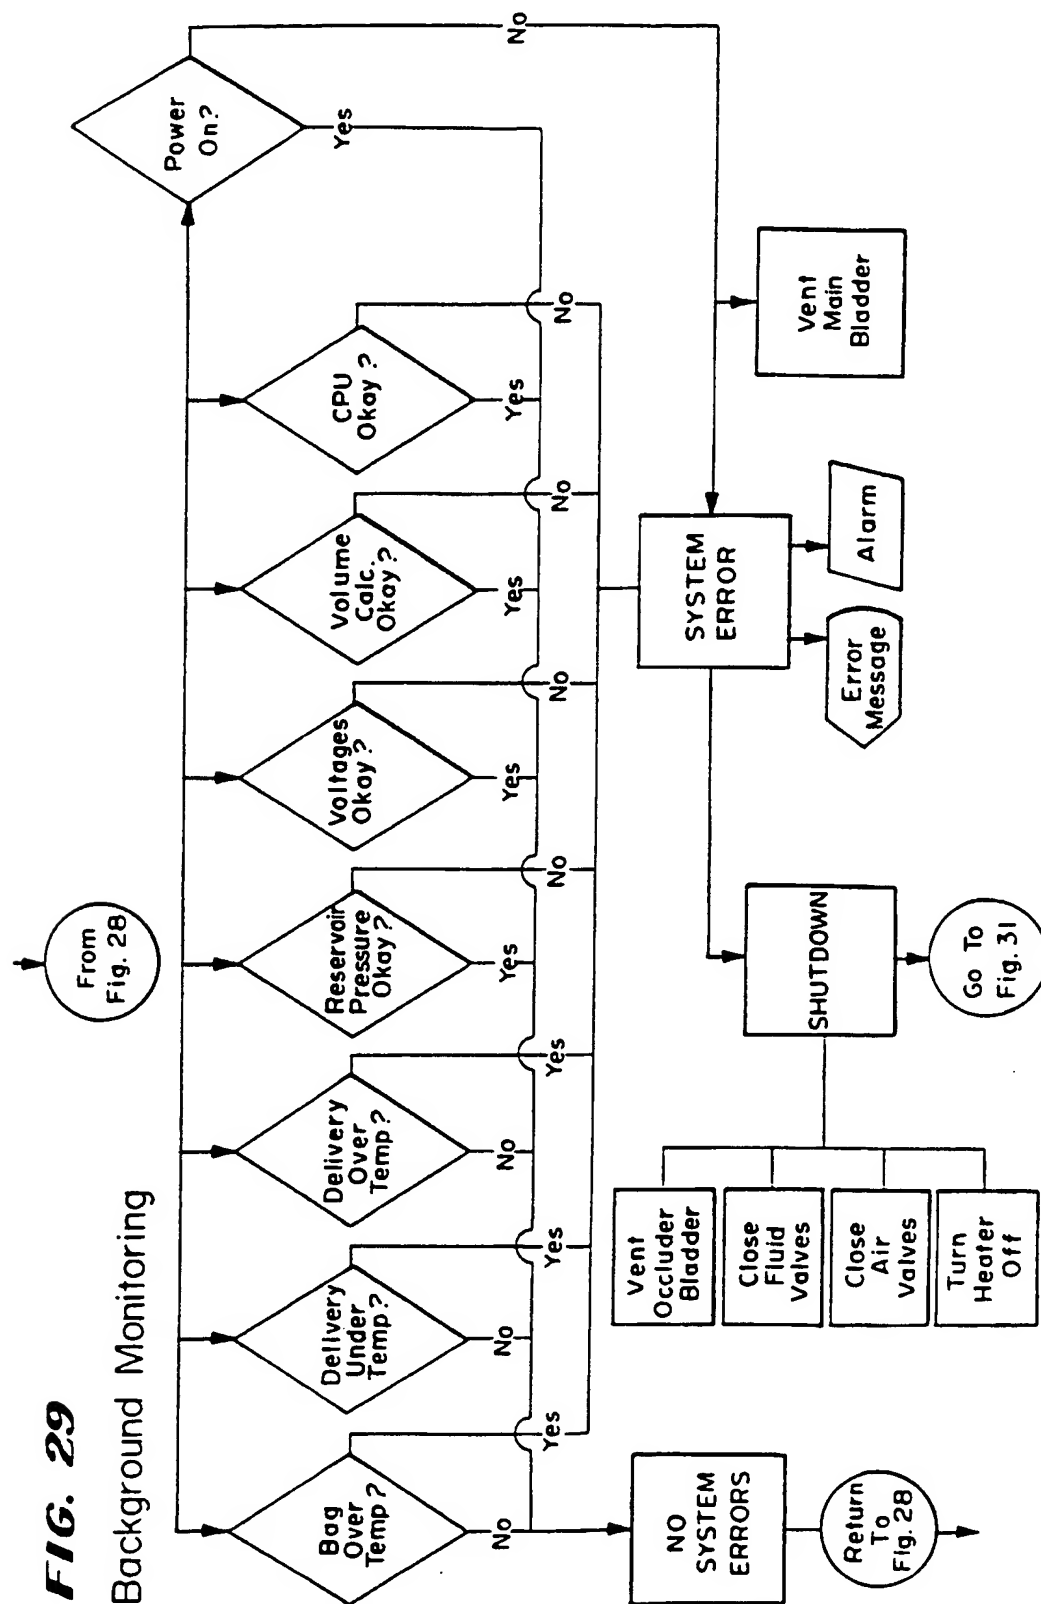 FIG. 29
Background Monitoring
From
Fig. 28
Bag
Over
Temp?
Yes
No
Delivery
Under
Temp?
Yes
No
Delivery
Over
Temp?
Yes
No
Reservoir
Pressure
Okay?
No
Yes
Voltages
Okay?
No
Yes
Volume
Calc.
Okay?
No
Yes
CPU
Okay?
No
Yes
Power
On?
No
Yes
NO
SYSTEM
ERRORS
Return
To
Fig. 28
Vent
Occluder
Bladder
Close
Fluid
Valves
Close
Air
Valves
Turn
Heater
Off
SHUTDOWN
Go To
Fig. 31
SYSTEM
ERROR
Error
Message
Alarm
Vent
Main
Bladder